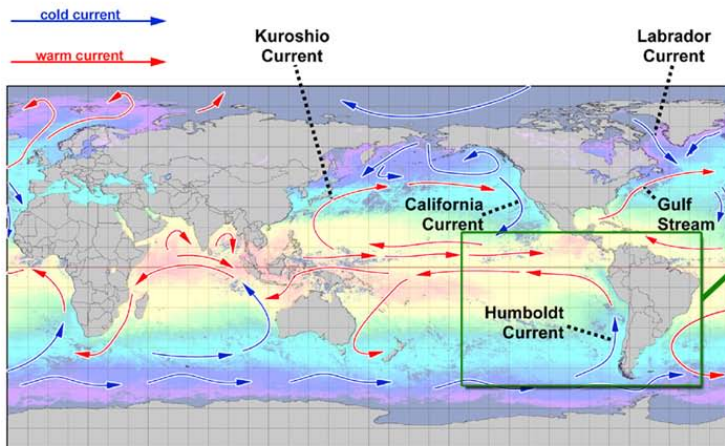 cold current
warm current
Kuroshio
Current
Labrador
Current
California
Current
Gulf
Stream
Humboldt
Current